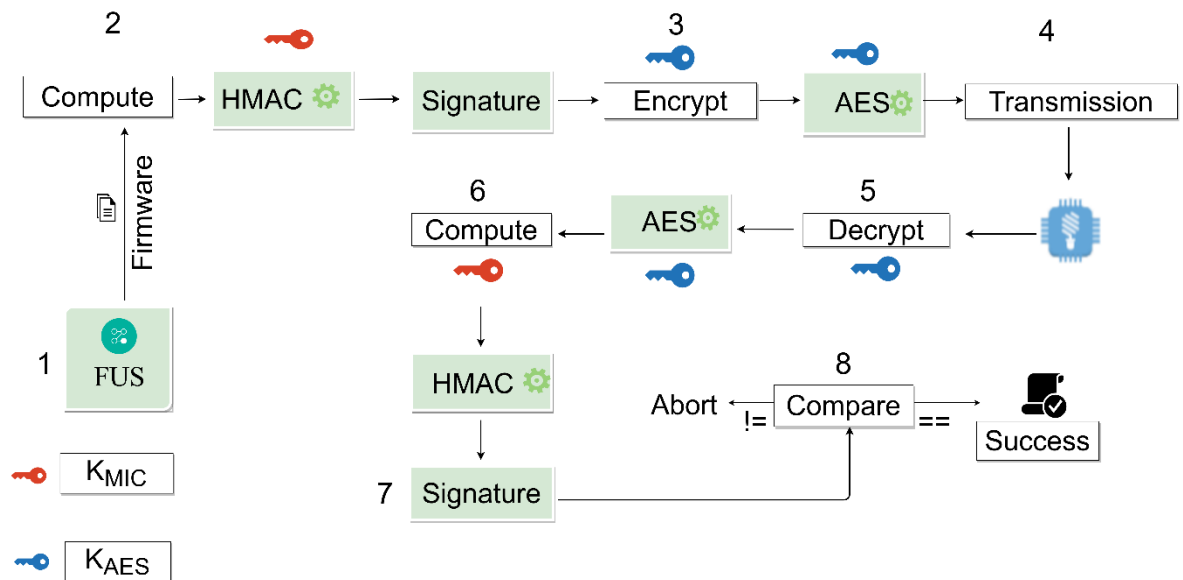 2
3
4
Compute
HMAC
Signature
Encrypt
AES
Transmission
Firmware
6
5
Compute
AES
Decrypt
1
FUS
HMAC
8
Abort
!=
Compare
==
Success
7
Signature
KMIC
KAES